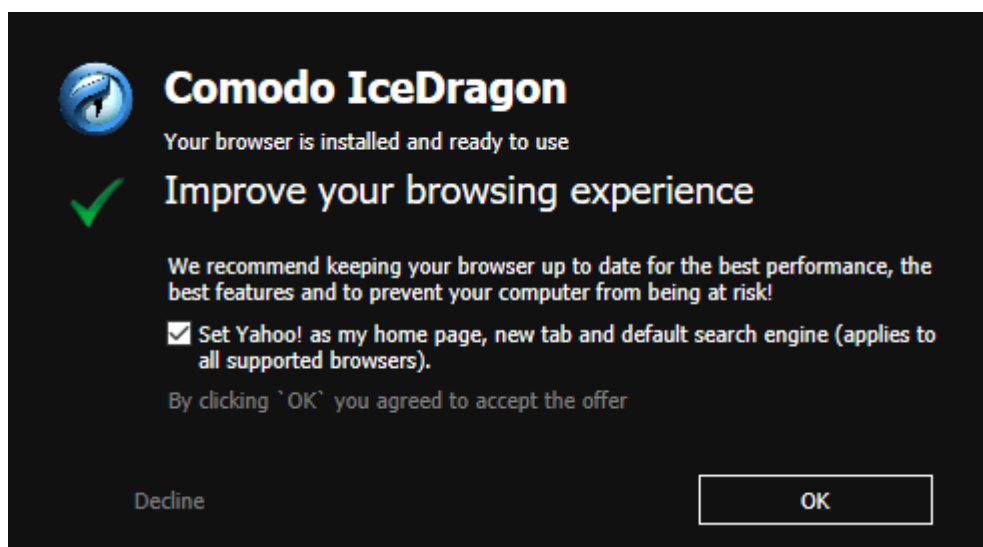 Comodo IceDragon
Your browser is installed and ready to use
Improve your browsing experience
We recommend keeping your browser up to date for the best performance, the
best features and to prevent your computer from being at risk!
Set Yahoo! as my home page, new tab and default search engine (applies to
all supported browsers).
By clicking `OK` you agreed to accept the offer
Decline
OK